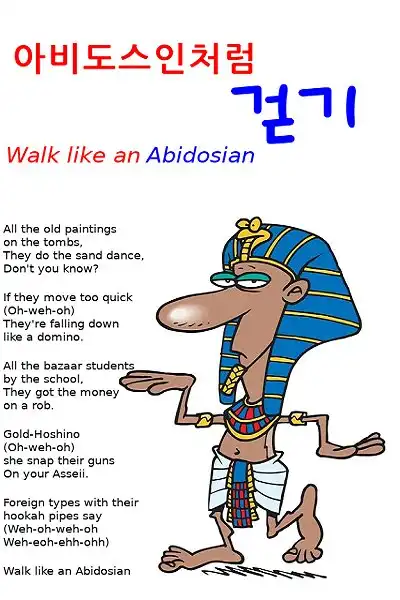 아비도스인처럼
걷기
Walk like an Abidosian
All the old paintings
on the tombs,
They do the sand dance,
Don't you know?
If they move too quick
(Oh-weh-oh)
They're falling down
like a domino.
All the bazaar students
by the school,
They got the money
on a rob.
Gold-Hoshino
(Oh-weh-oh)
she snap their guns
On your Asseii.
Foreign types with their
hookah pipes say
(Weh-oh-weh-oh
Weh-eoh-ehh-ohh)
Walk like an Abidosian